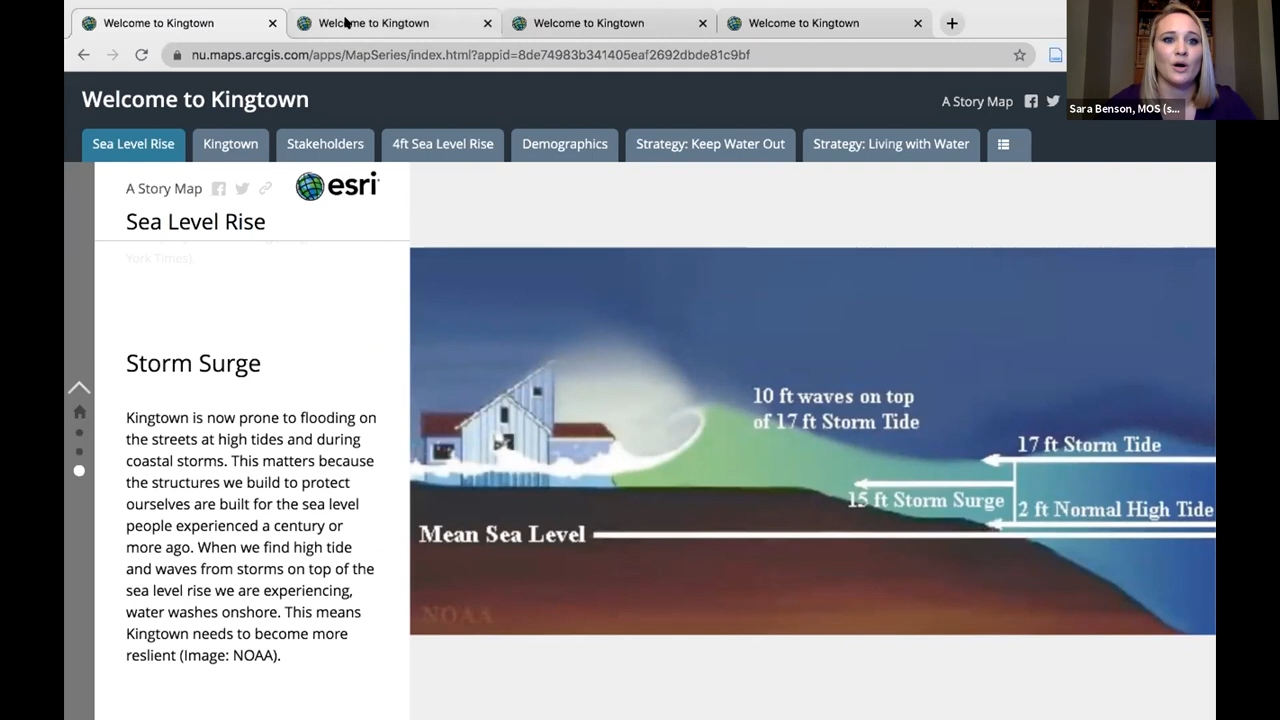 Welcome to Kingtown
Welcome to Kingtown
Welcome to Kingtown
Welcome to Kingtown
nu.maps.arcgis.com/apps/MapSeries/index.html?appid=8de74983b341405eaf2692dbde81c9bf
Sara Benson, MOS (s...
Welcome to Kingtown
A Story Map
Sea Level Rise
Kingtown
Stakeholders
4ft Sea Level Rise
Demographics
Strategy: Keep Water Out
Strategy: Living with Water
A Story Map
esri
Sea Level Rise
York Times).
Storm Surge
Kingtown is now prone to flooding on
the streets at high tides and during
coastal storms. This matters because
the structures we build to protect
ourselves are built for the sea level
people experienced a century or
more ago. When we find high tide
and waves from storms on top of the
sea level rise we are experiencing,
water washes onshore. This means
Kingtown needs to become more
reslient (Image: NOAA).
10 ft waves on top
of 17 ft Storm Tide
17 ft Storm Tide
15 ft Storm Surge
2 ft Normal High Tide
Mean Sea Level
NOAA